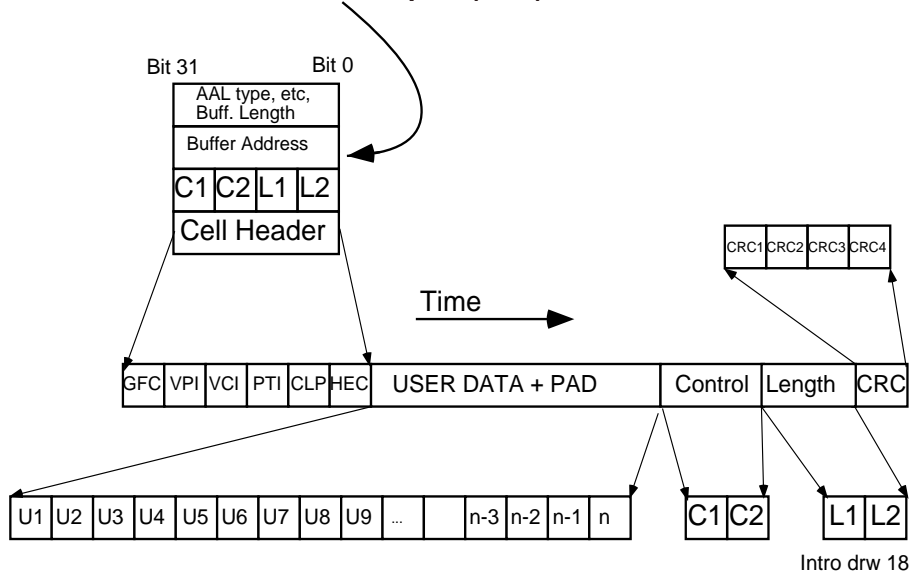 Bit 31 Bit 0
AAL type, etc,
Buff. Length
Buffer Address
C1 C2 L1 L2
Cell Header
CRC1 CRC2 CRC3 CRC4
Time
GFC VPI VCI PTI CLP HEC USER DATA + PAD Control Length CRC
U1 U2 U3 U4 U5 U6 U7 U8 U9 ... n-3 n-2 n-1 n C1 C2 L1 L2
Intro drw 18